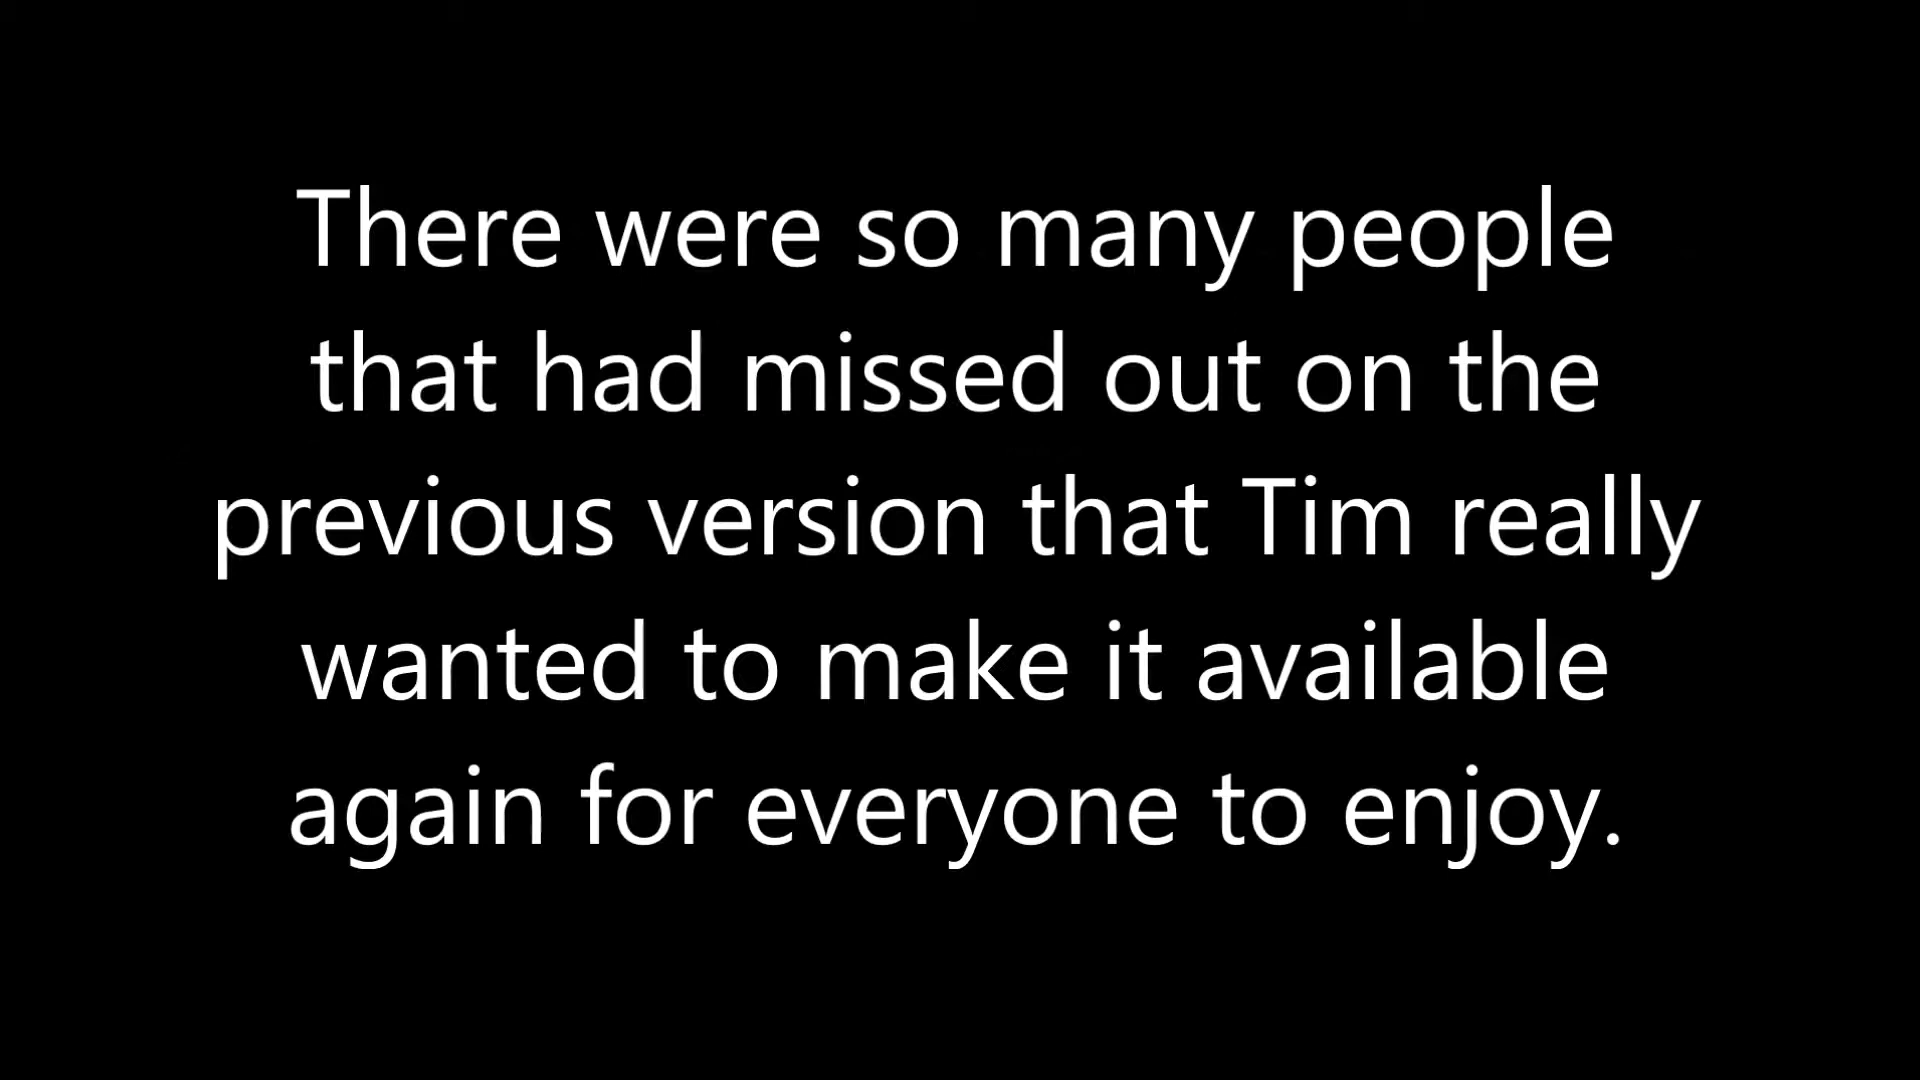 There were so many people
that had missed out on the
previous version that Tim really
wanted to make it available
again for everyone to enjoy.